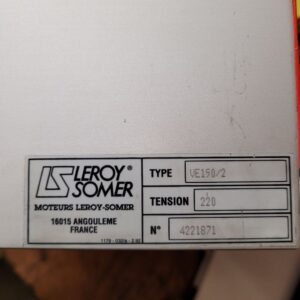 LEROY®
SOMER
MOTEURS LEROY-SOMER
16015 ANGOULEME
FRANCE
TYPE VE150/2
TENSION 220
N° 4221871